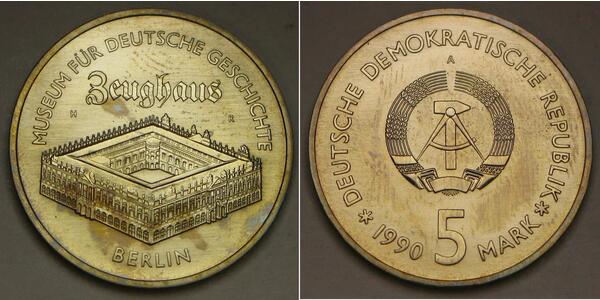 MUSEUM FÜR DEUTSCHE GESCHICHTE
Zeughaus
H R
BERLIN
DEUTSCHE DEMOKRATISCHE REPUBLIK
A
* 1990 5 MARK *